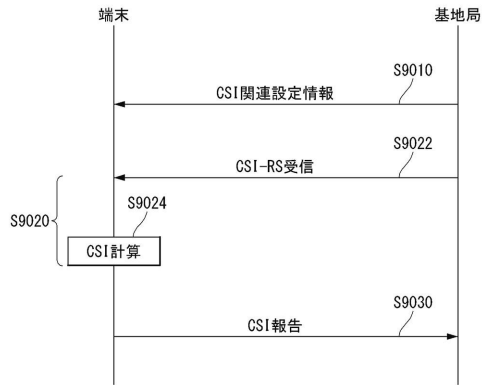 端末
基地局
S9010
CSI関連設定情報
S9022
CSI-RS受信
S9024
S9020
CSI計算
S9030
CSI報告